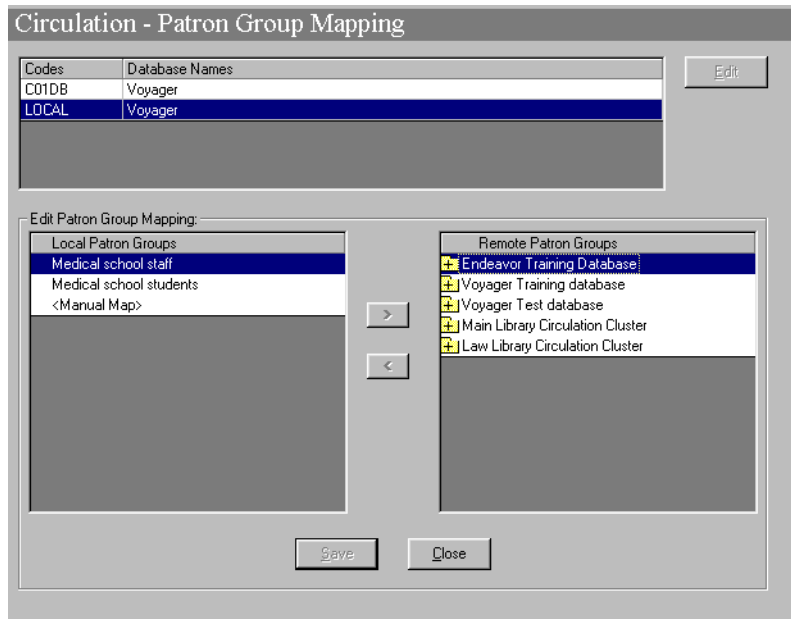 Circulation - Patron Group Mapping
Codes Database Names
C01DB Voyager
LOCAL Voyager
Edit
Edit Patron Group Mapping:
Local Patron Groups
Medical school staff
Medical school students
<Manual Map>
>
<
Remote Patron Groups
Endeavor Training Database
Voyager Training database
Voyager Test database
Main Library Circulation Cluster
Law Library Circulation Cluster
Save Close